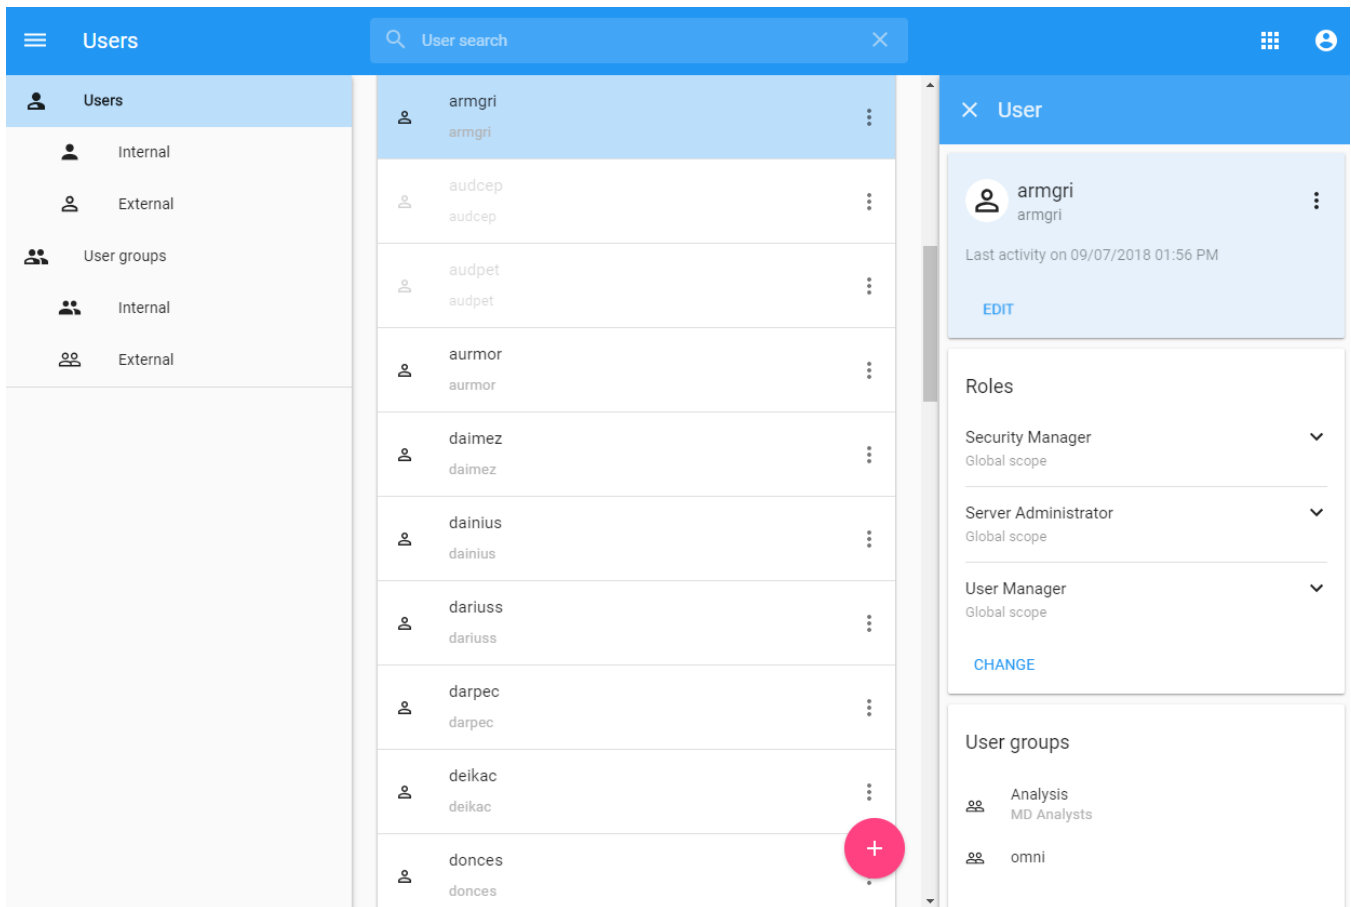 Users
User search
Users
Internal
External
User groups
Internal
External
armgri
armgri
audcep
audcep
audpet
audpet
aurmor
aurmor
daimez
daimez
dainius
dainius
dariuss
dariuss
darpec
darpec
deikac
deikac
donces
donces
User
armgri
armgri
Last activity on 09/07/2018 01:56 PM
EDIT
Roles
Security Manager
Global scope
Server Administrator
Global scope
User Manager
Global scope
CHANGE
User groups
Analysis
MD Analysts
omni